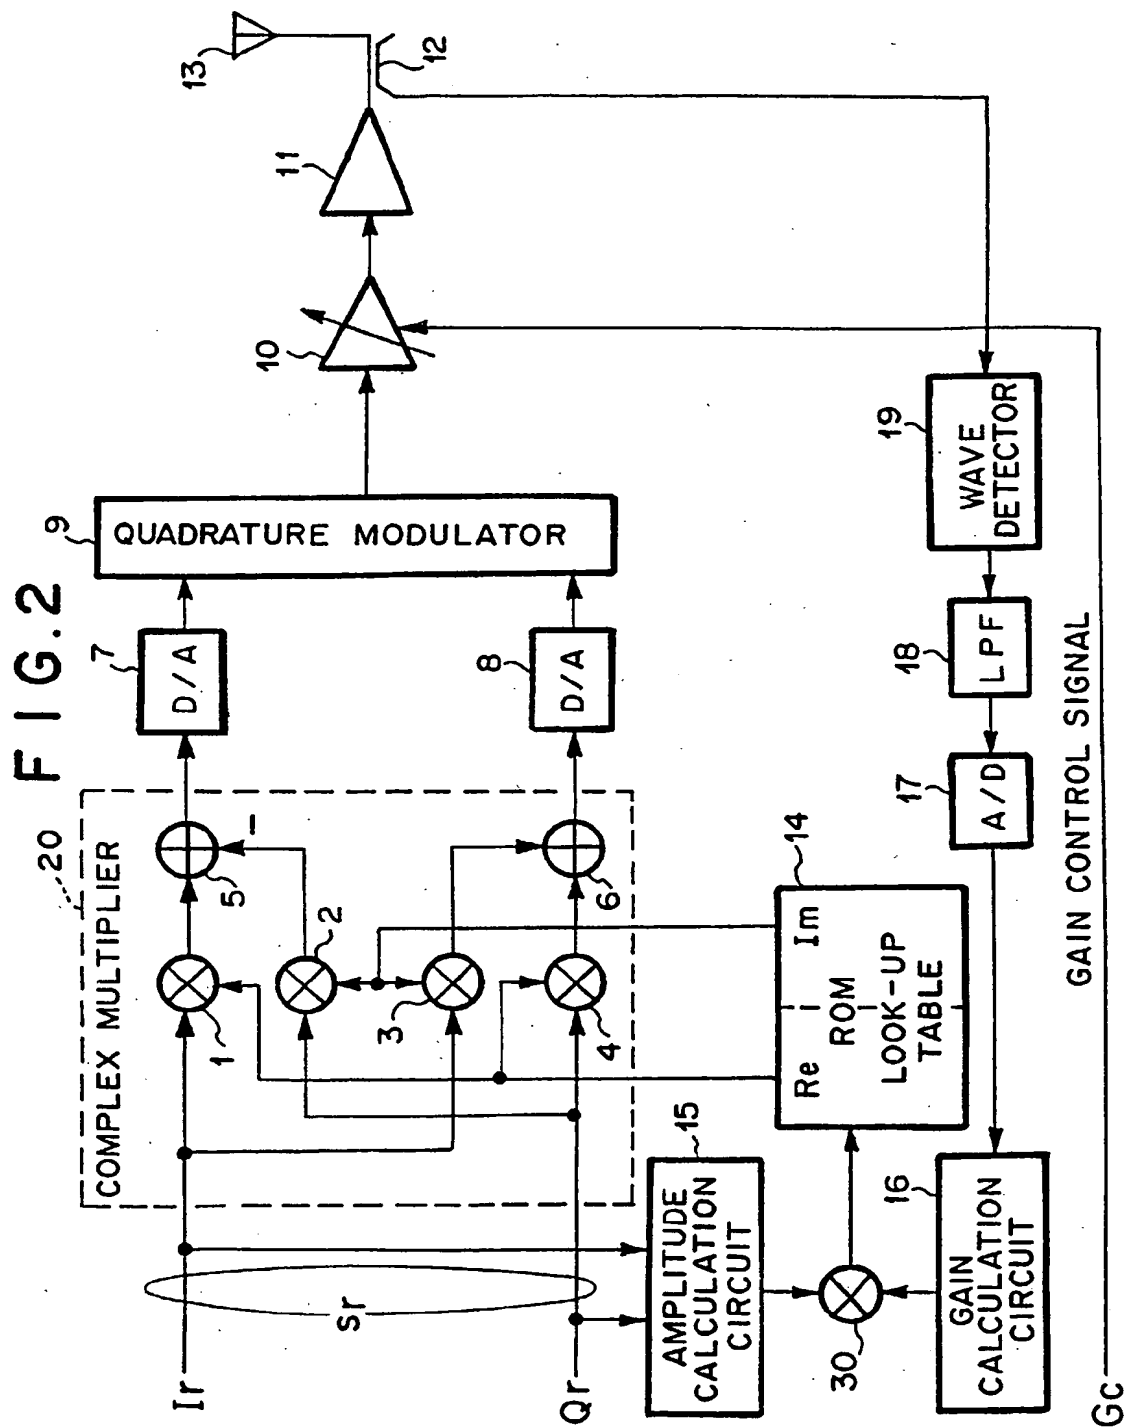 FIG.2
20
COMPLEX MULTIPLIER
Ir
Qr
Sr
1
2
3
4
5
6
7
D/A
8
D/A
9
QUADRATURE MODULATOR
10
11
12
13
14
Re
Im
ROM
LOOK-UP
TABLE
15
AMPLITUDE
CALCULATION
CIRCUIT
30
16
GAIN
CALCULATION
CIRCUIT
17
A/D
18
LPF
19
WAVE
DETECTOR
Gc
GAIN CONTROL SIGNAL